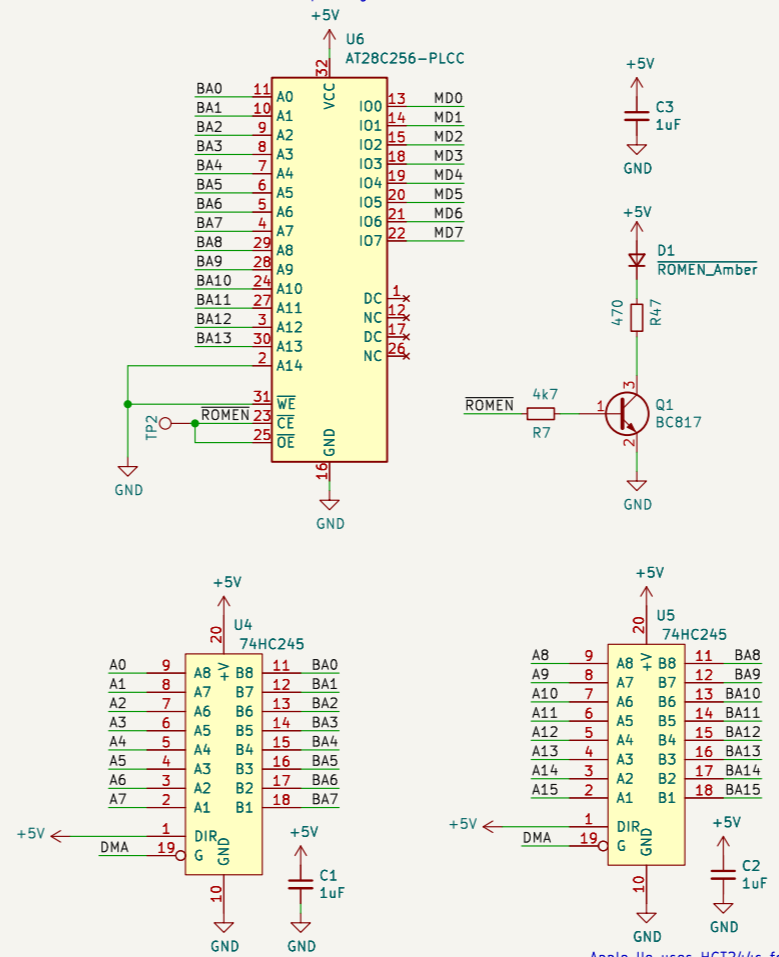 +5V
U6
AT28C256-PLCC
32
VCC
BA0 11 A0
BA1 10 A1
BA2 9 A2
BA3 8 A3
BA4 7 A4
BA5 6 A5
BA6 5 A6
BA7 4 A7
BA8 29 A8
BA9 28 A9
BA10 24 A10
BA11 27 A11
BA12 3 A12
BA13 30 A13
2 A14
31 WE
ROMEN 23 CE
25 OE
TP2
GND
IO0 13 MD0
IO1 14 MD1
IO2 15 MD2
IO3 18 MD3
IO4 19 MD4
IO5 20 MD5
IO6 21 MD6
IO7 22 MD7
DC 1
NC 12
DC 17
NC 26
GND
16
GND
+5V
C3
1uF
GND
+5V
D1
ROMEN_Amber
470
R47
ROMEN
4k7
R7
1
3
Q1
BC817
2
GND
+5V
U4
74HC245
20
+V
A0 9 A8 B8 11 BA0
A1 8 A7 B7 12 BA1
A2 7 A6 B6 13 BA2
A3 6 A5 B5 14 BA3
A4 5 A4 B4 15 BA4
A5 4 A3 B3 16 BA5
A6 3 A2 B2 17 BA6
A7 2 A1 B1 18 BA7
+5V 1 DIR
DMA 19 G
GND
10
GND
+5V
C1
1uF
GND
+5V
U5
74HC245
20
+V
A8 9 A8 B8 11 BA8
A9 8 A7 B7 12 BA9
A10 7 A6 B6 13 BA10
A11 6 A5 B5 14 BA11
A12 5 A4 B4 15 BA12
A13 4 A3 B3 16 BA13
A14 3 A2 B2 17 BA14
A15 2 A1 B1 18 BA15
+5V 1 DIR
DMA 19 G
GND
10
GND
+5V
C2
1uF
GND